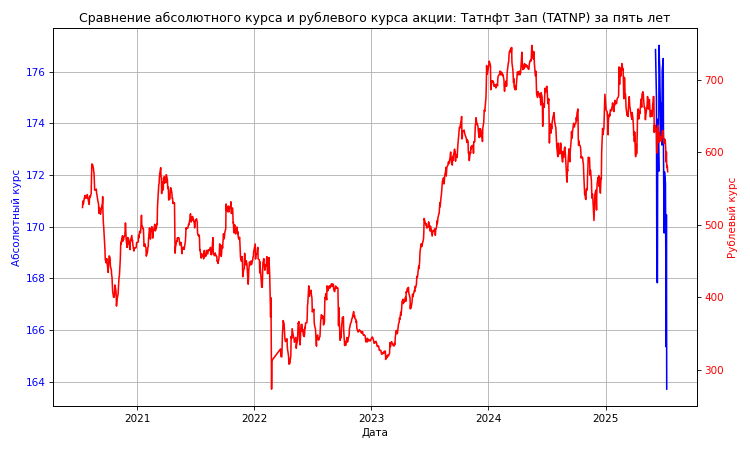 Сравнение абсолютного курса и рублевого курса акции: Татнфт 3ап (TATNP) за пять лет
176
174
172
170
168
166
164
Абсолютный курс
700
600
500
400
300
Рублевый курс
2021 2022 2023 2024 2025
Дата